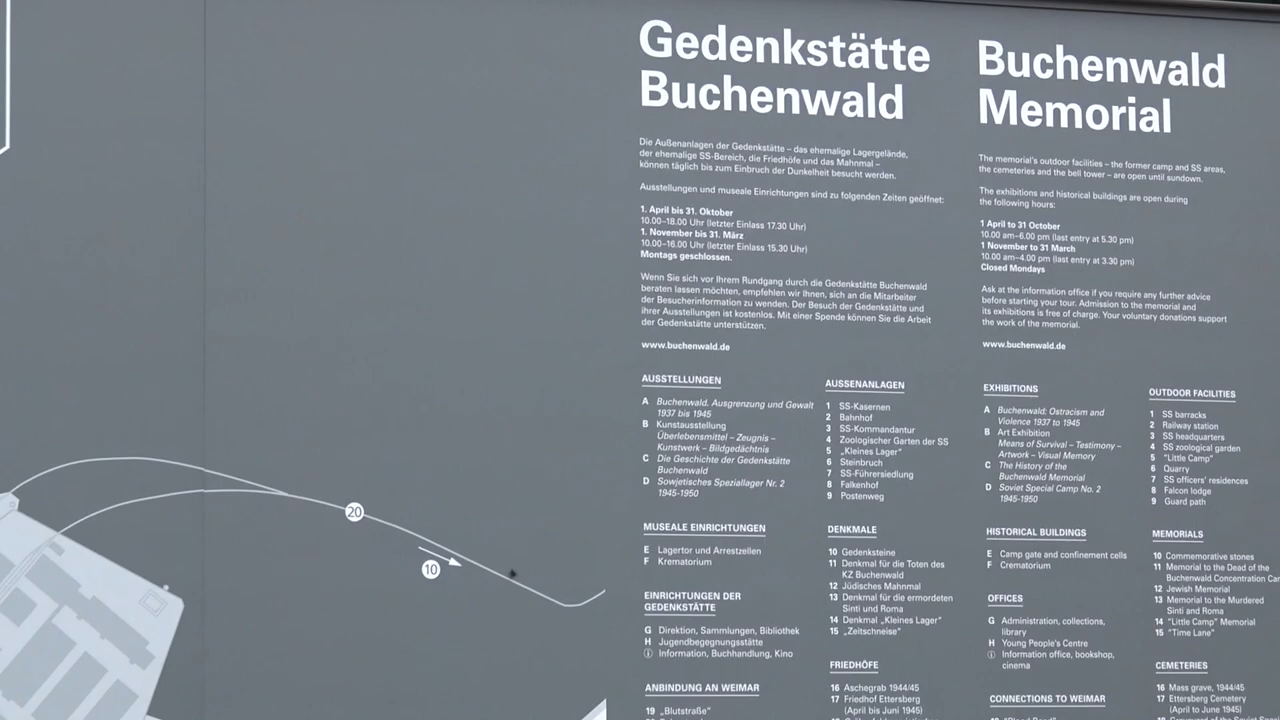 Gedenkstätte
Buchenwald
Die Außenanlagen der Gedenkstätte – das ehemalige Lagergelände,
der ehemalige SS-Bereich, die Friedhöfe und das Mahnmal –
können täglich bis zum Einbruch der Dunkelheit besucht werden.
Ausstellungen und museale Einrichtungen sind zu folgenden Zeiten geöffnet:
1. April bis 31. Oktober
10.00–18.00 Uhr (letzter Einlass 17.30 Uhr)
1. November bis 31. März
10.00–16.00 Uhr (letzter Einlass 15.30 Uhr)
Montags geschlossen.
Wenn Sie sich vor Ihrem Rundgang durch die Gedenkstätte Buchenwald
beraten lassen möchten, empfehlen wir Ihnen, sich an die Mitarbeiter
der Besucherinformation zu wenden. Der Besuch der Gedenkstätte und
ihrer Ausstellungen ist kostenlos. Mit einer Spende können Sie die Arbeit
der Gedenkstätte unterstützen.
www.buchenwald.de
AUSSTELLUNGEN
A Buchenwald. Ausgrenzung und Gewalt
1937 bis 1945
B Kunstausstellung
Überlebensmittel – Zeugnis –
Kunstwerk – Bildgedächtnis
C Die Geschichte der Gedenkstätte
Buchenwald
D Sowjetisches Speziallager Nr. 2
1945-1950
MUSEALE EINRICHTUNGEN
E Lagertor und Arrestzellen
F Krematorium
EINRICHTUNGEN DER
GEDENKSTÄTTE
G Direktion, Sammlungen, Bibliothek
H Jugendbegegnungsstätte
ⓘ Information, Buchhandlung, Kino
ANBINDUNG AN WEIMAR
19 „Blutstraße"
AUSSENANLAGEN
1 SS-Kasernen
2 Bahnhof
3 SS-Kommandantur
4 Zoologischer Garten der SS
5 „Kleines Lager"
6 Steinbruch
7 SS-Führersiedlung
8 Falkenhof
9 Postenweg
DENKMALE
10 Gedenksteine
11 Denkmal für die Toten des
KZ Buchenwald
12 Jüdisches Mahnmal
13 Denkmal für die ermordeten
Sinti und Roma
14 Denkmal „Kleines Lager"
15 „Zeitschneise"
FRIEDHÖFE
16 Aschegrab 1944/45
17 Friedhof Ettersberg
(April bis Juni 1945)
Buchenwald
Memorial
The memorial's outdoor facilities – the former camp and SS areas,
the cemeteries and the bell tower – are open until sundown.
The exhibitions and historical buildings are open during
the following hours:
1 April to 31 October
10.00 am–6.00 pm (last entry at 5.30 pm)
1 November to 31 March
10.00 am–4.00 pm (last entry at 3.30 pm)
Closed Mondays
Ask at the information office if you require any further advice
before starting your tour. Admission to the memorial and
its exhibitions is free of charge. Your voluntary donations support
the work of the memorial.
www.buchenwald.de
EXHIBITIONS
A Buchenwald: Ostracism and
Violence 1937 to 1945
B Art Exhibition
Means of Survival – Testimony –
Artwork – Visual Memory
C The History of the
Buchenwald Memorial
D Soviet Special Camp No. 2
1945-1950
HISTORICAL BUILDINGS
E Camp gate and confinement cells
F Crematorium
OFFICES
G Administration, collections,
library
H Young People's Centre
ⓘ Information office, bookshop,
cinema
CONNECTIONS TO WEIMAR
OUTDOOR FACILITIES
1 SS barracks
2 Railway station
3 SS headquarters
4 SS zoological garden
5 "Little Camp"
6 Quarry
7 SS officers' residences
8 Falcon lodge
9 Guard path
MEMORIALS
10 Commemorative stones
11 Memorial to the Dead of the
Buchenwald Concentration
12 Jewish Memorial
13 Memorial to the Murdered
Sinti and Roma
14 "Little Camp" Memorial
15 "Time Lane"
CEMETERIES
16 Mass grave, 1944/45
17 Ettersberg Cemetery
(April to June 1945)
20
10